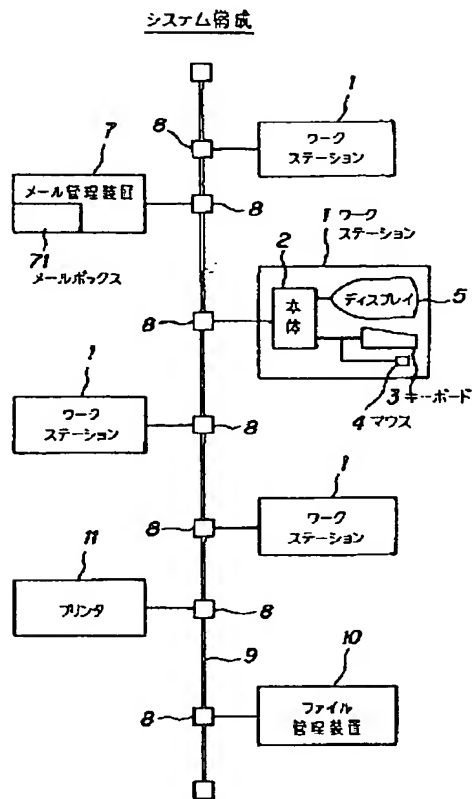 システム構成
1
ワーク
ステーション
8
7
メール管理装置
71
メールボックス
8
1 ワーク
ステーション
2
本体
ディスプレイ
5
3 キーボード
4 マウス
8
1
ワーク
ステーション
8
1
ワーク
ステーション
8
11
プリンタ
8
9
10
ファイル
管理装置
8